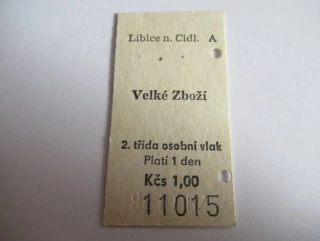 Libice n. Cidl. A
Velké Zboží
2. třída osobní vlak
Platí 1 den
Kčs 1,00
11015